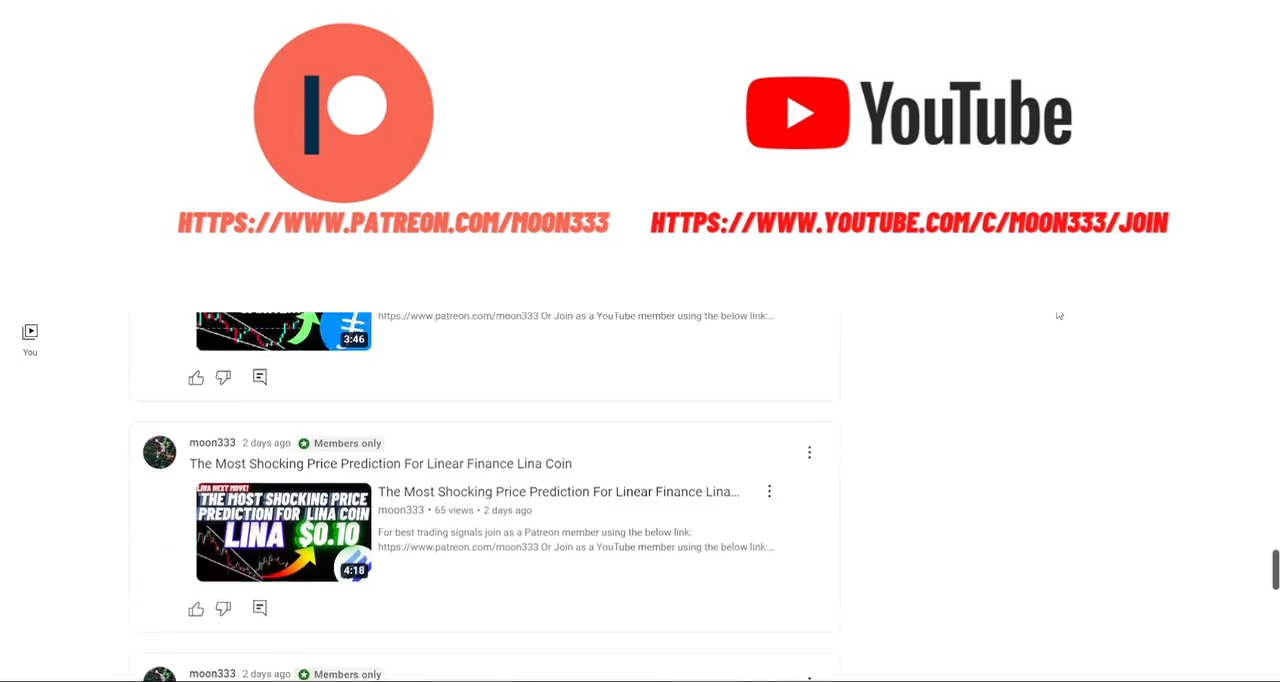 YouTube
HTTPS://WWW.PATREON.COM/MOON333
HTTPS://WWW.YOUTUBE.COM/C/MOON333/JOIN
https://www.patreon.com/moon333 Or Join as a YouTube member using the below link:...
3:46
You
moon333 2 days ago Members only
The Most Shocking Price Prediction For Linear Finance Lina Coin
LINA NEXT MOVE!
THE MOST SHOCKING PRICE
PREDICTION FOR LINA COIN
LINA $0.10
4:18
The Most Shocking Price Prediction For Linear Finance Lina...
moon333 • 65 views • 2 days ago
For best trading signals join as a Patreon member using the below link:
https://www.patreon.com/moon333 Or Join as a YouTube member using the below link:...
moon333 2 days ago Members only